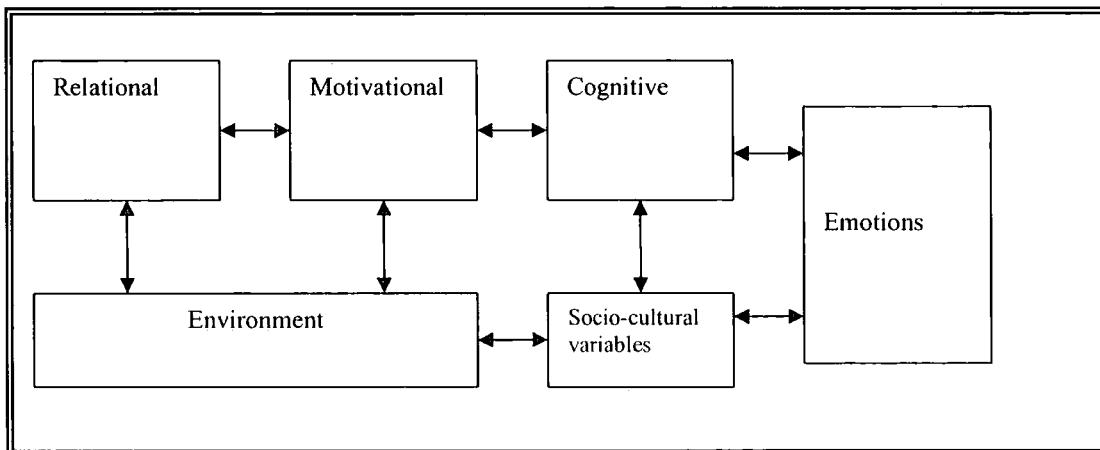 Relational
Motivational
Cognitive
Emotions
Environment
Socio-cultural
variables